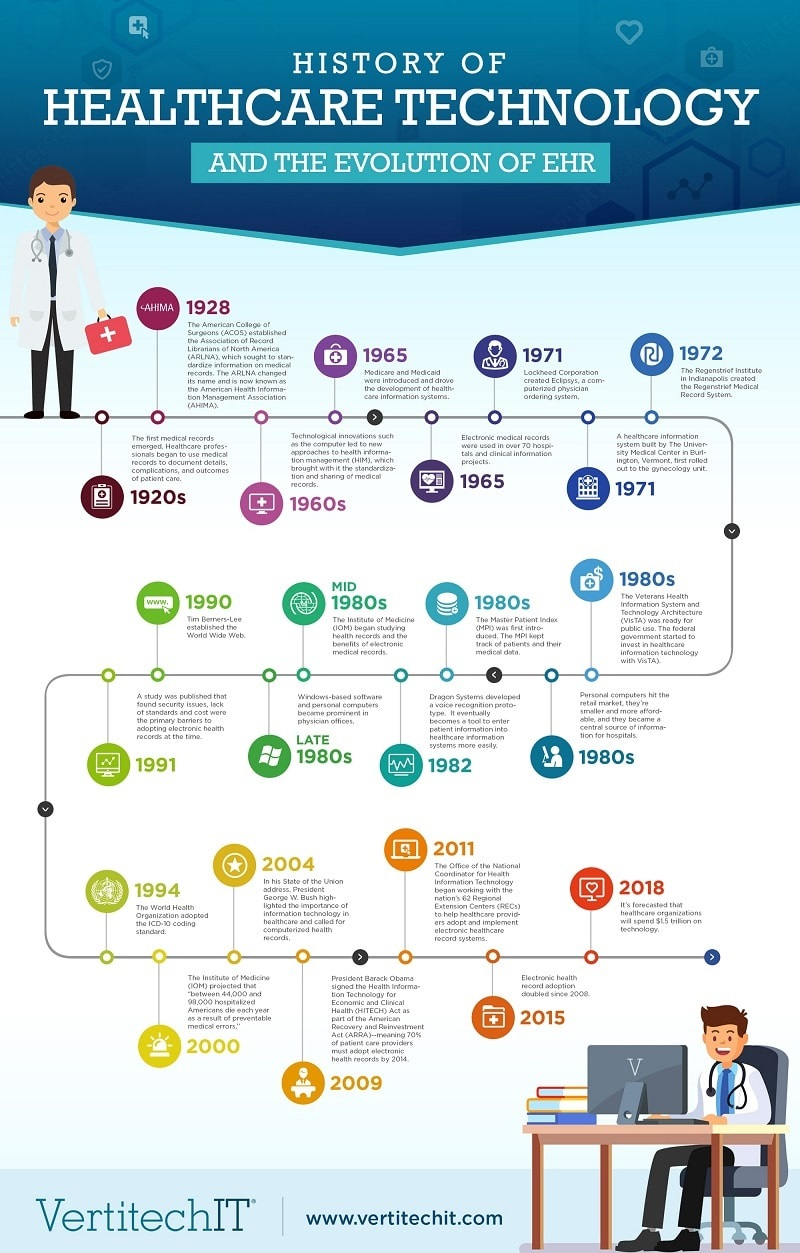 HISTORY OF
HEALTHCARE TECHNOLOGY
AND THE EVOLUTION OF EHR
AHIMA
1928
The American College of
Surgeons (ACOS) established
the Association of Record
Librarians of North America
(ARLNA), which sought to stan-
dardize information on medical
records. The ARLNA changed
its name and is now known as
the American Health Informa-
tion Management Association
(AHIMA).
1965
Medicare and Medicaid
were introduced and drove
the development of health-
care information systems.
1971
Lockheed Corporation
created Eclipsys, a com-
puterized physician
ordering system.
1972
The Regenstrief Institute
in Indianapolis created
the Regenstrief Medical
Record System.
The first medical records
emerged. Healthcare profes-
sionals began to use medical
records to document details,
complications, and outcomes
of patient care.
1920s
Technological innovations such
as the computer led to new
approaches to health informa-
tion management (HIM), which
brought with it the standardiza-
tion and sharing of medical
records.
1960s
Electronic medical records
were used in over 70 hospi-
tals and clinical information
projects.
1965
A healthcare information
system built by The Univer-
sity Medical Center in Burl-
ington, Vermont, first rolled
out to the gynecology unit.
1971
WWW.
1990
Tim Berners-Lee
established the
World Wide Web.
MID
1980s
The Institute of Medicine
(IOM) began studying
health records and the
benefits of electronic
medical records.
1980s
The Master Patient Index
(MPI) was first intro-
duced. The MPI kept
track of patients and their
medical data.
1980s
The Veterans Health
Information System and
Technology Architecture
(VisTA) was ready for
public use. The federal
government started to
invest in healthcare
information technology
with VisTA).
A study was published that
found security issues, lack
of standards and cost were
the primary barriers to
adopting electronic health
records at the time.
1991
Windows-based software
and personal computers
became prominent in
physician offices.
LATE
1980s
Dragon Systems developed
a voice recognition proto-
type. It eventually
becomes a tool to enter
patient information into
healthcare information
systems more easily.
1982
Personal computers hit the
retail market, they're
smaller and more afford-
able, and they became a
central source of informa-
tion for hospitals.
1980s
1994
The World Health
Organization adopted
the ICD-10 coding
standard.
2004
In his State of the Union
address, President
George W. Bush high-
lighted the importance of
information technology in
healthcare and called for
computerized health
records.
2011
The Office of the National
Coordinator for Health
Information Technology
began working with the
nation's 62 Regional
Extension Centers (RECs)
to help healthcare provid-
ers adopt and implement
electronic healthcare
record systems.
2018
It's forecasted that
healthcare organizations
will spend $1.5 trillion on
technology.
The Institute of Medicine
(IOM) projected that
"between 44,000 and
98,000 hospitalized
Americans die each year
as a result of preventable
medical errors,"
2000
President Barack Obama
signed the Health Informa-
tion Technology for
Economic and Clinical
Health (HITECH) Act as
part of the American
Recovery and Reinvestment
Act (ARRA)--meaning 70%
of patient care providers
must adopt electronic
health records by 2014.
2009
Electronic health
record adoption
doubled since 2008.
2015
V
VertitechIT®
www.vertitechit.com